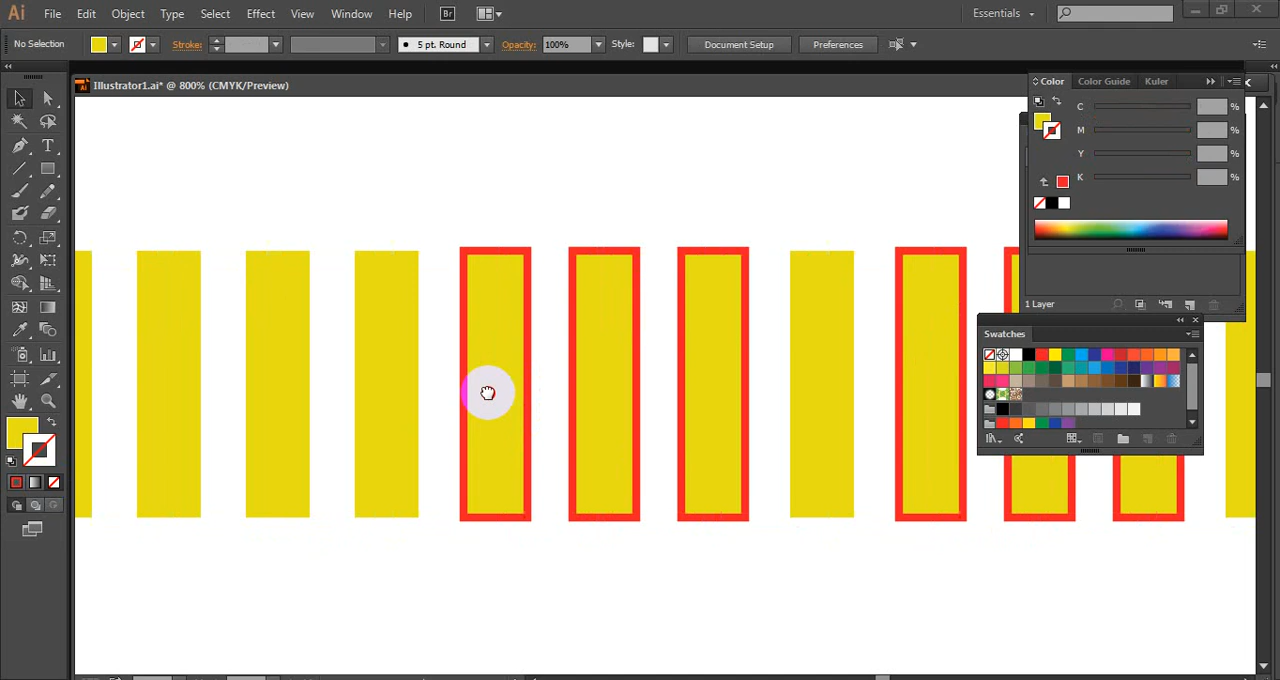 Ai File Edit Object Type Select Effect View Window Help Br Essentials
No Selection Stroke: 5 pt. Round Opacity: 100% Style: Document Setup Preferences
Illustrator1.ai* @ 800% (CMYK/Preview)
Color Color Guide Kuler
C %
M %
Y %
K %
1 Layer
Swatches